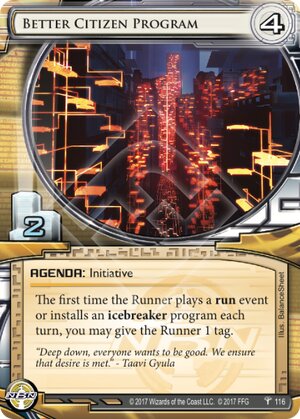 Better Citizen Program
4
2
AGENDA: Initiative
The first time the Runner plays a run event
or installs an icebreaker program each
turn, you may give the Runner 1 tag.
"Deep down, everyone wants to be good. We ensure
that desire is met." - Taavi Gyula
Illus. BalanceSheet
NBN
© 2017 Wizards of the Coast LLC. © 2017 FFG
116